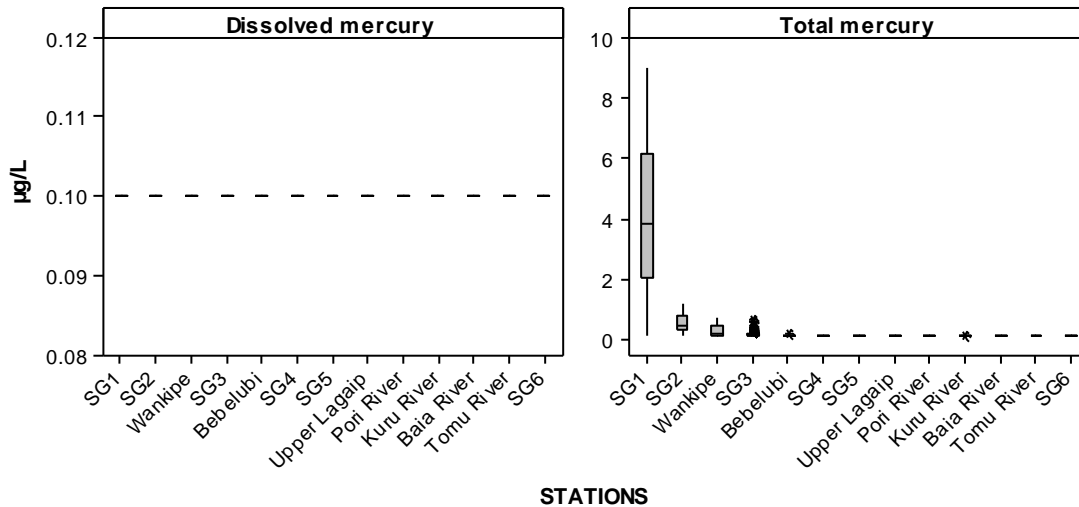 Dissolved mercury
Total mercury
µg/L
0.12
0.11
0.10
0.09
0.08
10
8
6
4
2
0
SG1
SG2
Wankipe
SG3
Bebelubi
SG4
SG5
Upper Lagaip
Pori River
Kuru River
Baia River
Tomu River
SG6
SG1
SG2
Wankipe
SG3
Bebelubi
SG4
SG5
Upper Lagaip
Pori River
Kuru River
Baia River
Tomu River
SG6
STATIONS